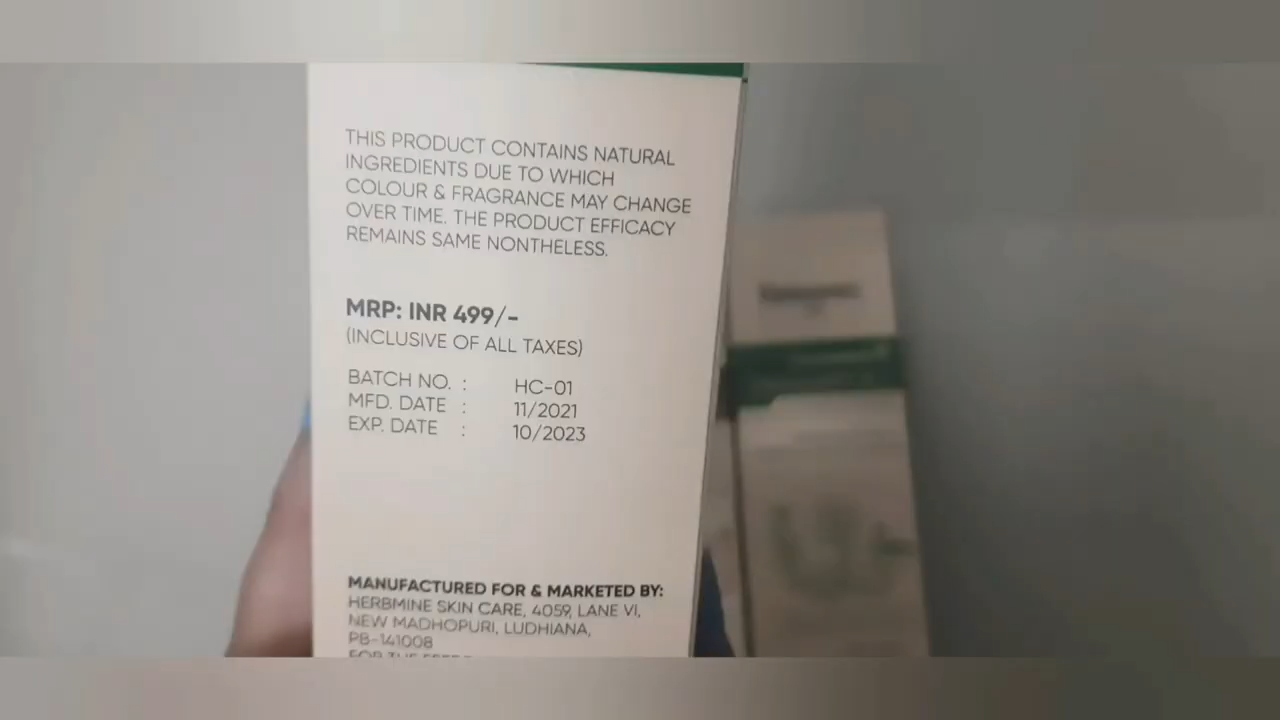 THIS PRODUCT CONTAINS NATURAL
INGREDIENTS DUE TO WHICH
COLOUR & FRAGRANCE MAY CHANGE
OVER TIME. THE PRODUCT EFFICACY
REMAINS SAME NONTHELESS.
MRP: INR 499/-
(INCLUSIVE OF ALL TAXES)
BATCH NO. : HC-01
MFD. DATE : 11/2021
EXP. DATE : 10/2023
MANUFACTURED FOR & MARKETED BY:
HERBMINE SKIN CARE, 4059, LANE VI,
NEW MADHOPURI, LUDHIANA,
PB-141008